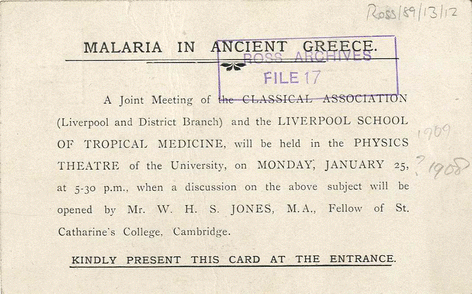 Ross/89/13/12
MALARIA IN ANCIENT GREECE.
ROSS ARCHIVES
FILE 17
A Joint Meeting of the CLASSICAL ASSOCIATION
(Liverpool and District Branch) and the LIVERPOOL SCHOOL
OF TROPICAL MEDICINE, will be held in the PHYSICS
THEATRE of the University, on MONDAY, JANUARY 25,
at 5-30 p.m., when a discussion on the above subject will be
opened by Mr. W. H. S. JONES, M.A., Fellow of St.
Catharine's College, Cambridge.
1909
? 1908
KINDLY PRESENT THIS CARD AT THE ENTRANCE.